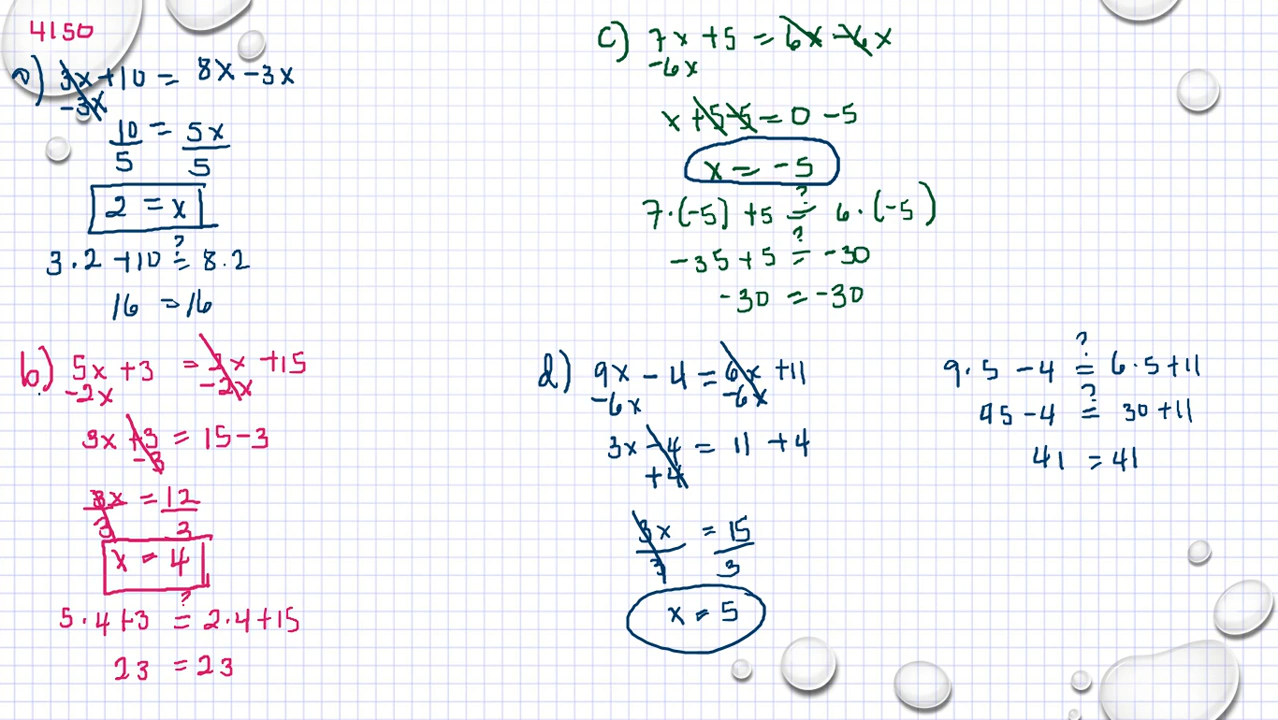 4150
a) 3x + 10 = 8x - 3x
-3x
10 = 5x
5 5
2 = x
3·2 + 10 ≟ 8·2
16 = 16
b) 5x + 3 = 2x + 15
-2x -2x
3x + 3 = 15 - 3
-3
3x = 12
3 3
x = 4
5·4 + 3 ≟ 2·4 + 15
23 = 23
c) 7x + 5 = 6x - 6x
-6x
x + 5 - 5 = 0 - 5
x = -5
7·(-5) + 5 ≟ 6·(-5)
-35 + 5 ≟ -30
-30 = -30
d) 9x - 4 = 6x + 11
-6x -6x
3x - 4 = 11 + 4
+4
3x = 15
3 3
x = 5
9·5 - 4 ≟ 6·5 + 11
45 - 4 ≟ 30 + 11
41 = 41